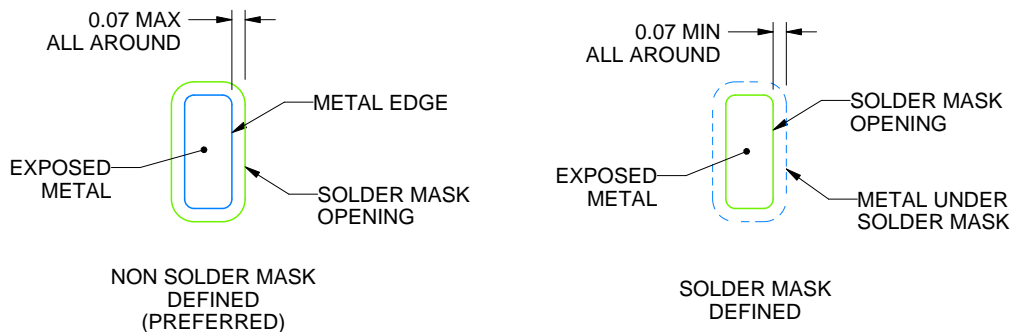 0.07 MAX
ALL AROUND
METAL EDGE
EXPOSED
METAL
SOLDER MASK
OPENING
NON SOLDER MASK
DEFINED
(PREFERRED)
0.07 MIN
ALL AROUND
SOLDER MASK
OPENING
EXPOSED
METAL
METAL UNDER
SOLDER MASK
SOLDER MASK
DEFINED